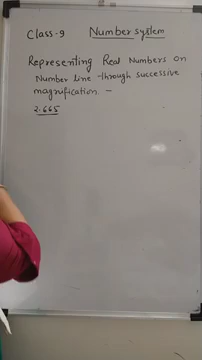 Class-9 Number system
Representing Real Numbers on
Number line through successive
magnification -
2.665